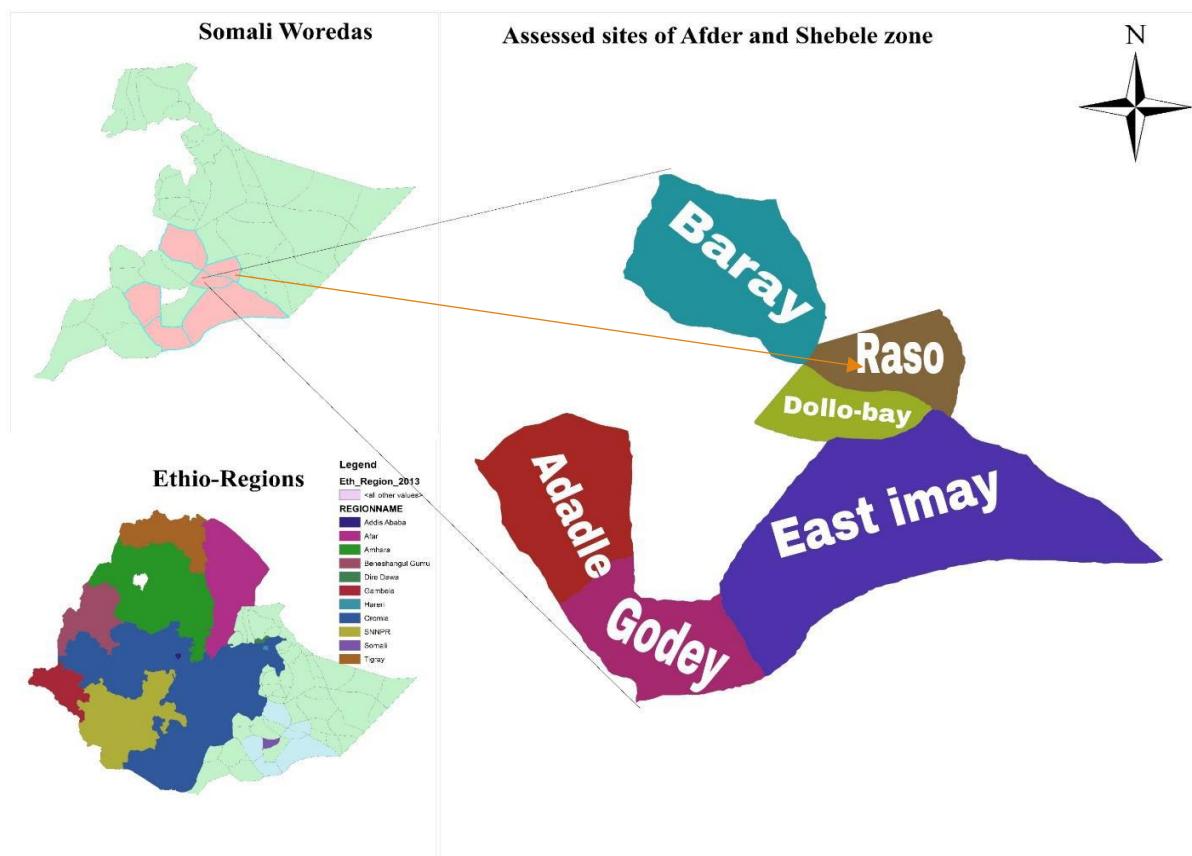 Somali Woredas
Assessed sites of Afder and Shebele zone
N
Baray
Raso
Dollo-bay
Adadle
East imay
Godey
Ethio-Regions
Legend
Eth_Region_2013
<all other values>
REGIONNAME
Addis Ababa
Afar
Amhara
Beneshangul Gumu
Dire Dawa
Gambela
Hareri
Oromia
SNNPR
Somali
Tigray